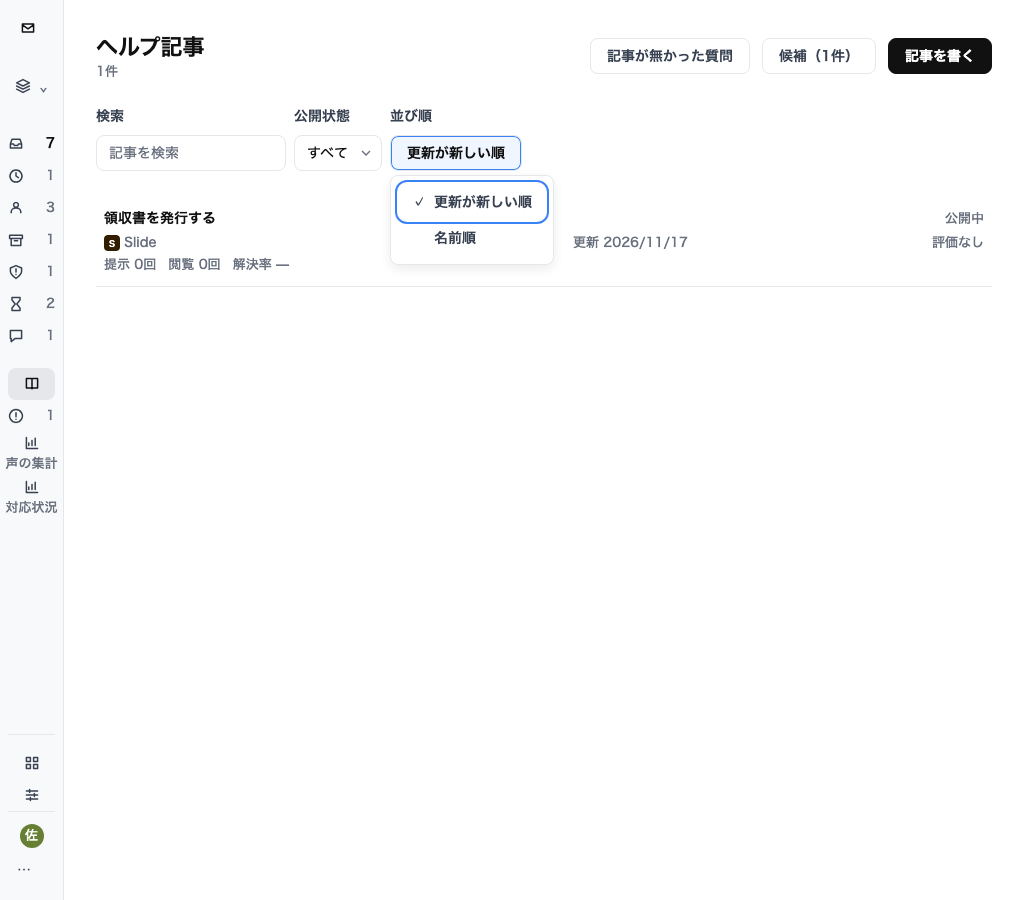 ヘルプ記事
1件
記事が無かった質問
候補（1件）
記事を書く
検索
公開状態
並び順
記事を検索
すべて
更新が新しい順
✓ 更新が新しい順
名前順
領収書を発行する
公開中
S Slide
更新 2026/11/17
評価なし
提示 0回 閲覧 0回 解決率 —
7
1
3
1
1
2
1
1
声の集計
対応状況
佐
…